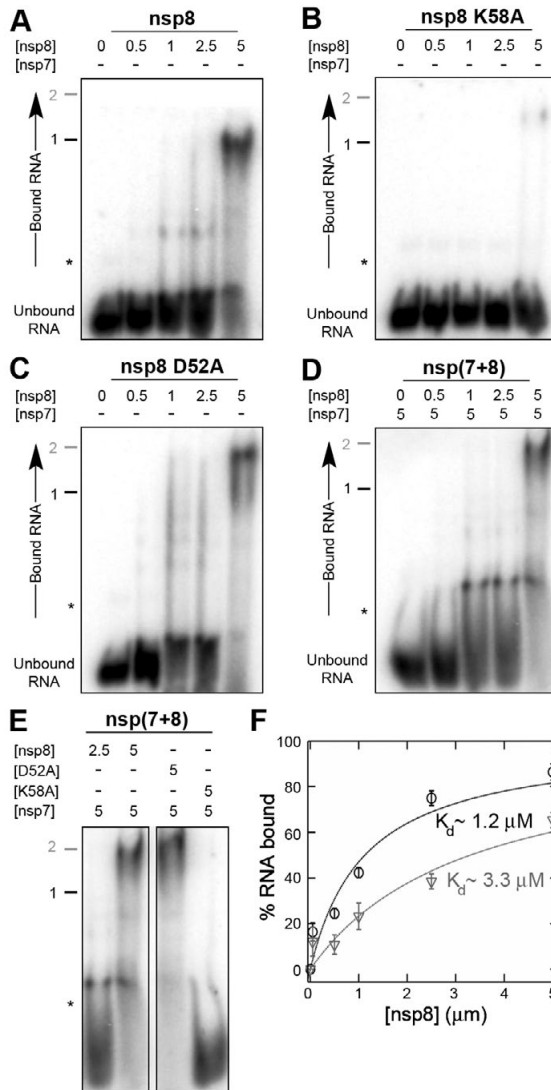 A
nsp8
[nsp8] 0 0.5 1 2.5 5
[nsp7] - - - - -
2
1
Bound RNA
*
Unbound
RNA
B
nsp8 K58A
[nsp8] 0 0.5 1 2.5 5
[nsp7] - - - - -
2
1
Bound RNA
*
Unbound
RNA
C
nsp8 D52A
[nsp8] 0 0.5 1 2.5 5
[nsp7] - - - - -
2
1
Bound RNA
*
Unbound
RNA
D
nsp(7+8)
[nsp8] 0 0.5 1 2.5 5
[nsp7] 5 5 5 5 5
2
1
Bound RNA
*
Unbound
RNA
E
nsp(7+8)
[nsp8] 2.5 5 - -
[D52A] - - 5 -
[K58A] - - - 5
[nsp7] 5 5 5 5
2
1
*
F
100
80
60
40
20
0
% RNA bound
Kd~ 1.2 µM
Kd~ 3.3 µM
0 1 2 3 4 5
[nsp8] (µm)